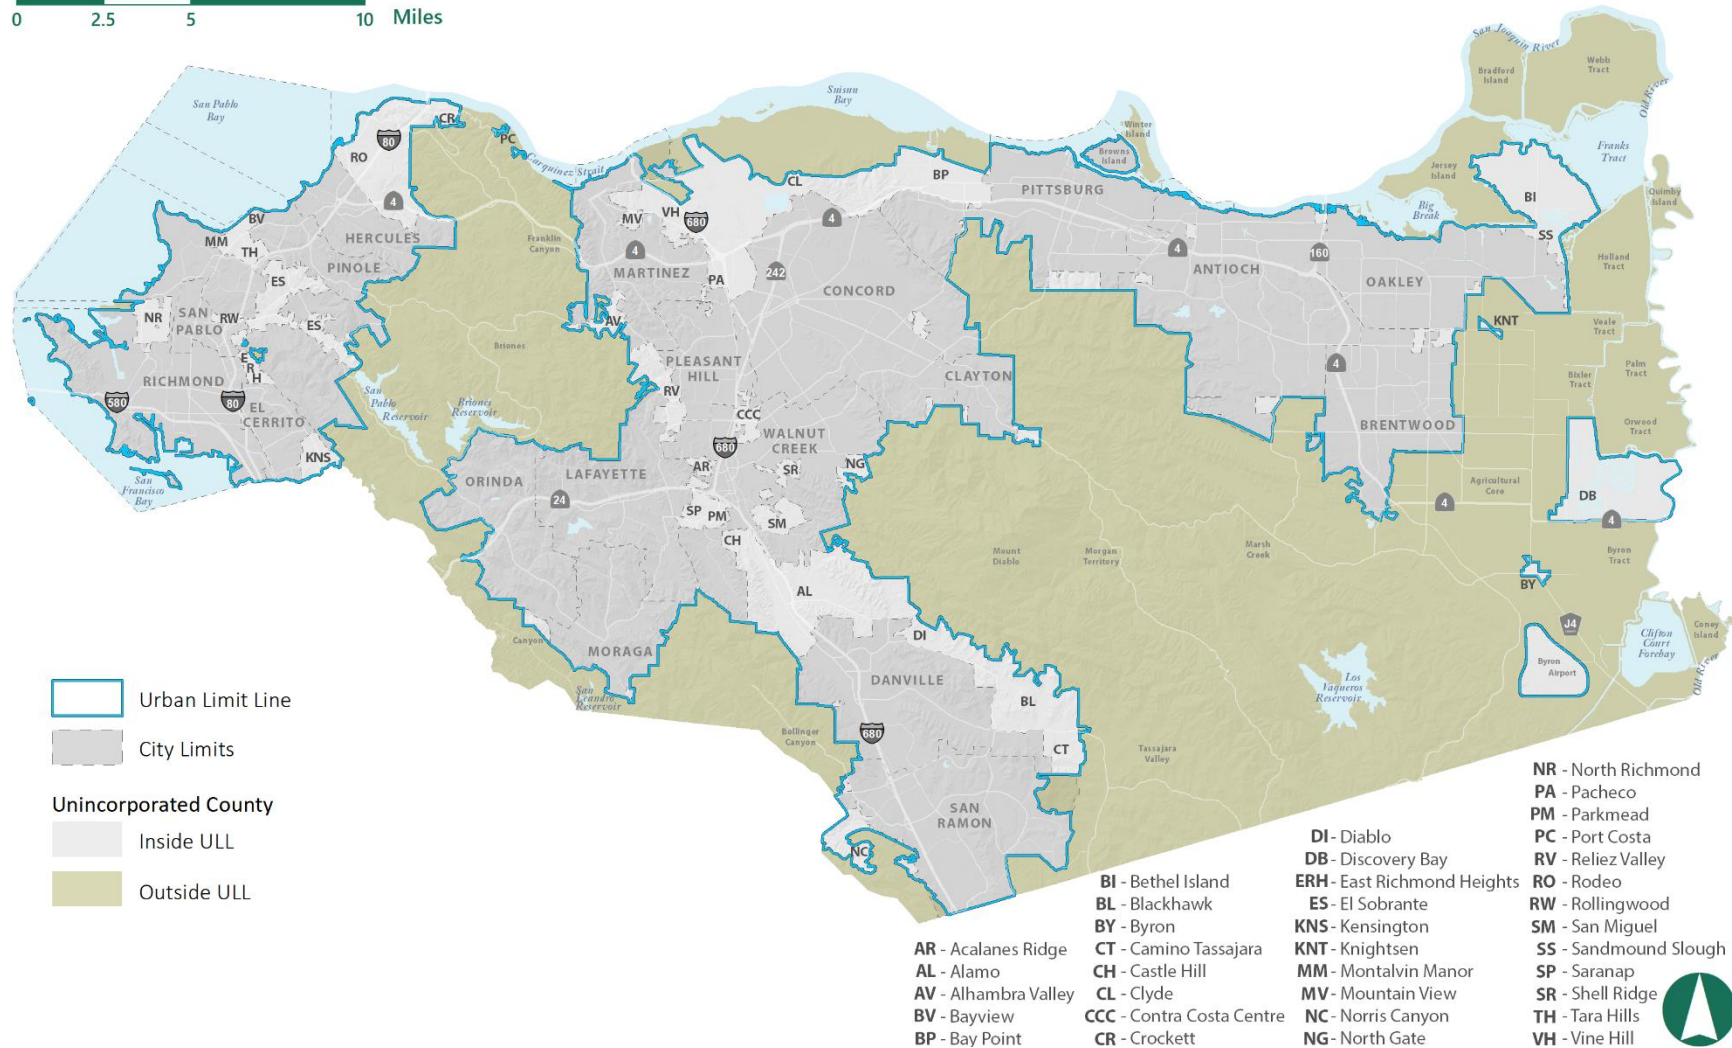 0 2.5 5 10 Miles
San Joaquin River
Webb
Tract
Bradford
Island
Old River
San Pablo
Bay
Suisun
Bay
Winter
Island
Browns
Island
Franks
Tract
Jersey
Island
Quimby
Island
Big
Break
CR
80
RO
PC
Carquinez Strait
CL
BP
PITTSBURG
BI
SS
BV
4
HERCULES
MM
TH
PINOLE
ES
MV
VH
680
4
4
MARTINEZ
Franklin
Canyon
242
PA
CONCORD
4
ANTIOCH
160
OAKLEY
Holland
Tract
NR
SAN
PABLO
RW
ES
AV
KNT
Veale
Tract
Briones
E
R
H
RICHMOND
580
80
EL
CERRITO
San
Pablo
Reservoir
Briones
Reservoir
PLEASANT
HILL
RV
CLAYTON
4
Bixler
Tract
Palm
Tract
CCC
680
WALNUT
CREEK
BRENTWOOD
Orwood
Tract
KNS
San
Francisco
Bay
ORINDA
LAFAYETTE
AR
SR
NG
24
SP
PM
SM
CH
Agricultural
Core
4
DB
4
Mount
Diablo
Morgan
Territory
Marsh
Creek
Byron
Tract
BY
AL
DI
J4
Clifton
Court
Forebay
Coney
Island
Old River
Canyon
MORAGA
San
Leandro
Reservoir
DANVILLE
BL
Byron
Airport
Los
Vaqueros
Reservoir
Bollinger
Canyon
680
CT
Tassajara
Valley
SAN
RAMON
NC
Urban Limit Line
City Limits
Unincorporated County
Inside ULL
Outside ULL
AR - Acalanes Ridge
AL - Alamo
AV - Alhambra Valley
BV - Bayview
BP - Bay Point
BI - Bethel Island
BL - Blackhawk
BY - Byron
CT - Camino Tassajara
CH - Castle Hill
CL - Clyde
CCC - Contra Costa Centre
CR - Crockett
DI - Diablo
DB - Discovery Bay
ERH - East Richmond Heights
ES - El Sobrante
KNS - Kensington
KNT - Knightsen
MM - Montalvin Manor
MV - Mountain View
NC - Norris Canyon
NG - North Gate
NR - North Richmond
PA - Pacheco
PM - Parkmead
PC - Port Costa
RV - Reliez Valley
RO - Rodeo
RW - Rollingwood
SM - San Miguel
SS - Sandmound Slough
SP - Saranap
SR - Shell Ridge
TH - Tara Hills
VH - Vine Hill